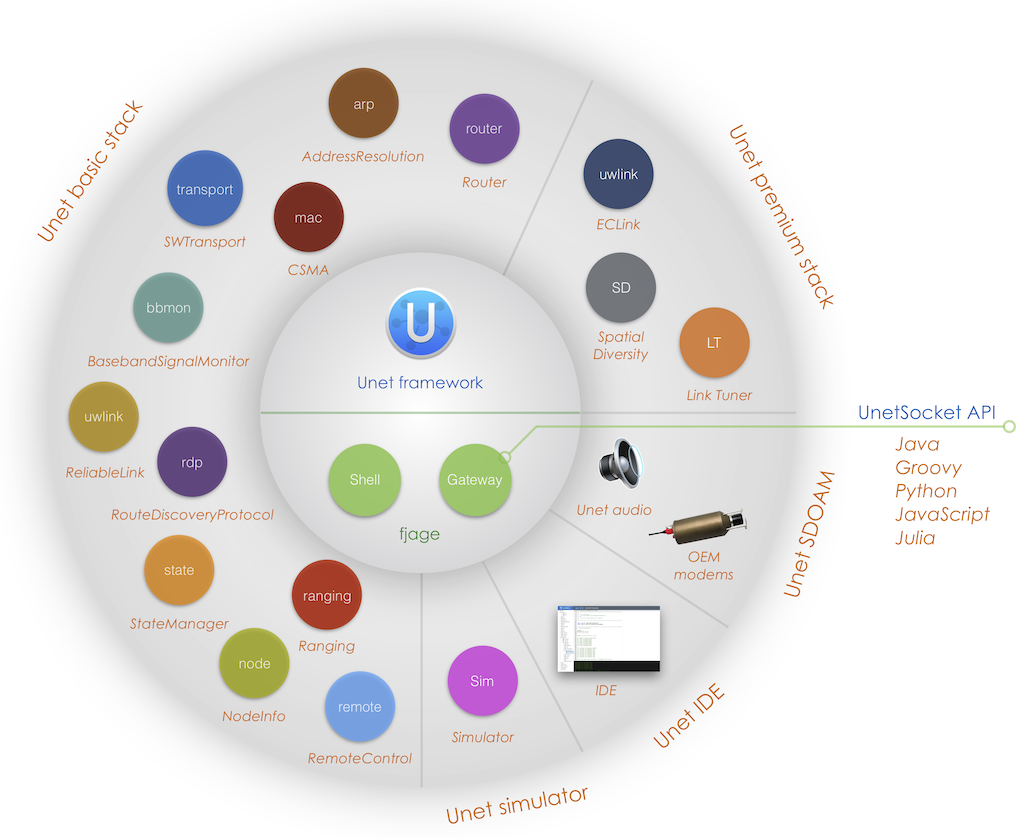 Unet basic stack
arp
AddressResolution
router
Router
transport
SWTransport
mac
CSMA
bbmon
BasebandSignalMonitor
uwlink
ReliableLink
rdp
RouteDiscoveryProtocol
state
StateManager
ranging
Ranging
node
NodeInfo
remote
RemoteControl
Unet premium stack
uwlink
ECLink
SD
Spatial
Diversity
LT
Link Tuner
U
Unet framework
Shell
Gateway
fjage
UnetSocket API
Java
Groovy
Python
JavaScript
Julia
Unet SDOAM
Unet audio
OEM
modems
Unet IDE
IDE
Unet simulator
Sim
Simulator